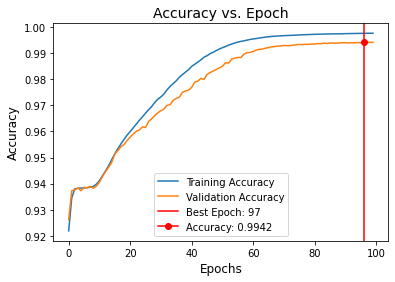 Accuracy vs. Epoch
1.00
0.99
0.98
0.97
0.96
0.95
0.94
0.93
0.92
Accuracy
Training Accuracy
Validation Accuracy
Best Epoch: 97
Accuracy: 0.9942
0 20 40 60 80 100
Epochs